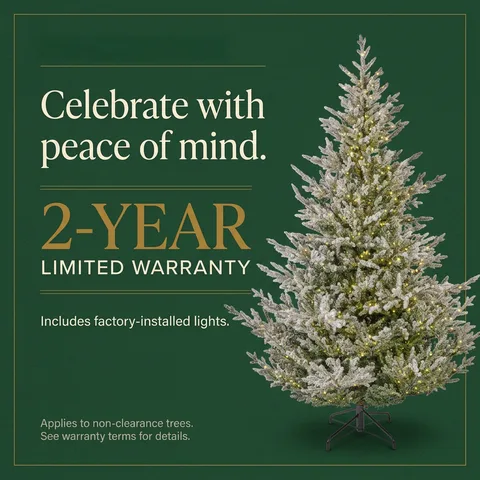 Celebrate with
peace of mind.
2-YEAR
LIMITED WARRANTY
Includes factory-installed lights.
Applies to non-clearance trees.
See warranty terms for details.